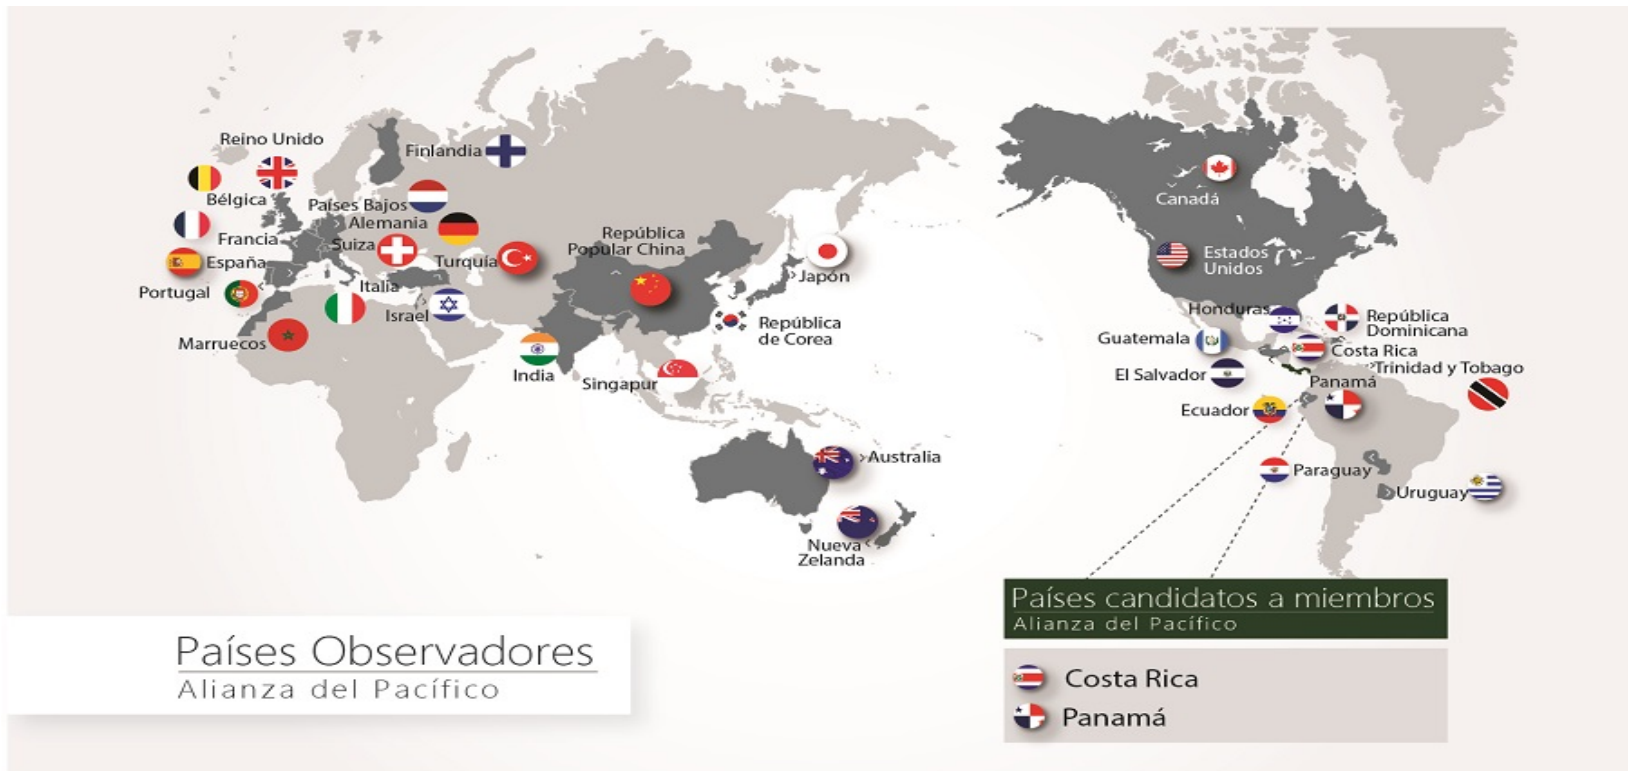 Reino Unido
Finlandia
Bélgica
Países Bajos
Alemania
Francia
Suiza
España
Turquía
Portugal
Italia
Israel
Marruecos
República
Popular China
Japón
República
de Corea
India
Singapur
Australia
Nueva
Zelanda
Canadá
Estados
Unidos
Honduras
República
Dominicana
Guatemala
Costa Rica
Trinidad y Tobago
El Salvador
Panamá
Ecuador
Paraguay
Uruguay
Países candidatos a miembros
Alianza del Pacífico
Costa Rica
Panamá
Países Observadores
Alianza del Pacífico